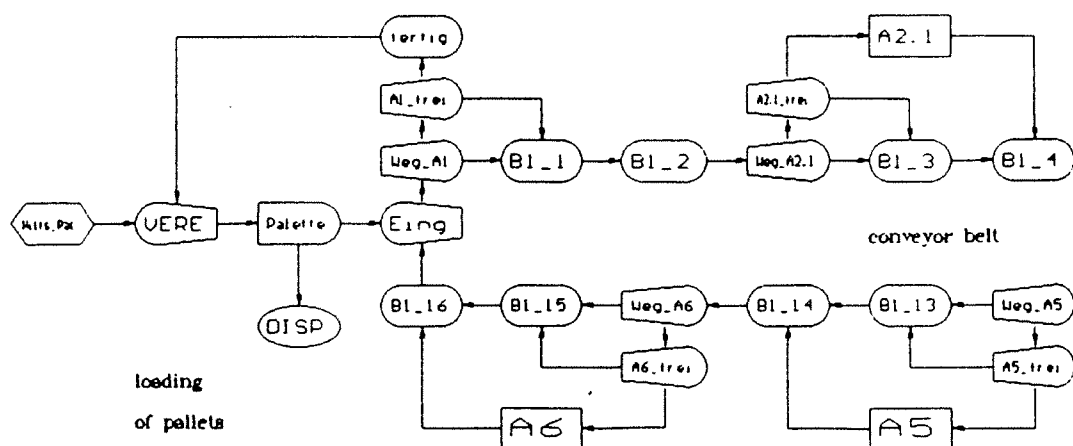 fertig
A2.1
A1_frei
A2.1_frei
Weg_A1
B1_1
B1_2
Weg_A2.1
B1_3
B1_4
VERE
Palette
Eing
conveyor belt
B1_16
B1_15
Weg_A6
B1_14
B1_13
Weg_A5
DISP
A6_frei
A5_frei
loading
of pallets
A6
A5